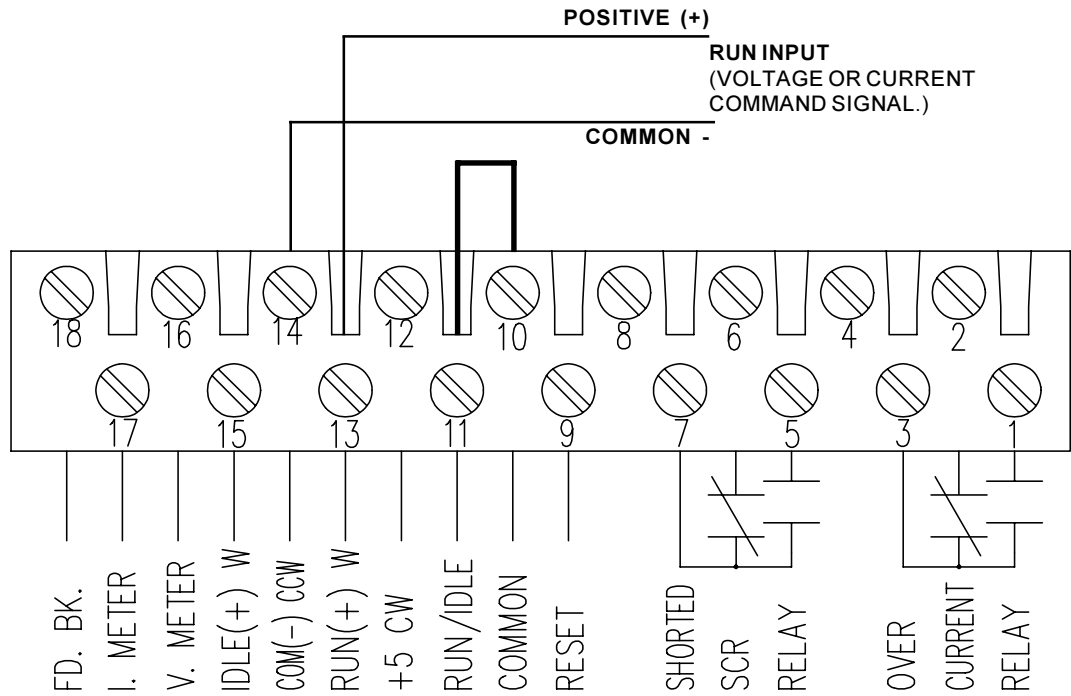 POSITIVE (+)
RUN INPUT
(VOLTAGE OR CURRENT
COMMAND SIGNAL.)
COMMON -
18 16 14 12 10 8 6 4 2
17 15 13 11 9 7 5 3 1
FD. BK.
I. METER
V. METER
IDLE(+) W
COM(-) CCW
RUN(+) W
+5 CW
RUN/IDLE
COMMON
RESET
SHORTED
SCR
RELAY
OVER
CURRENT
RELAY